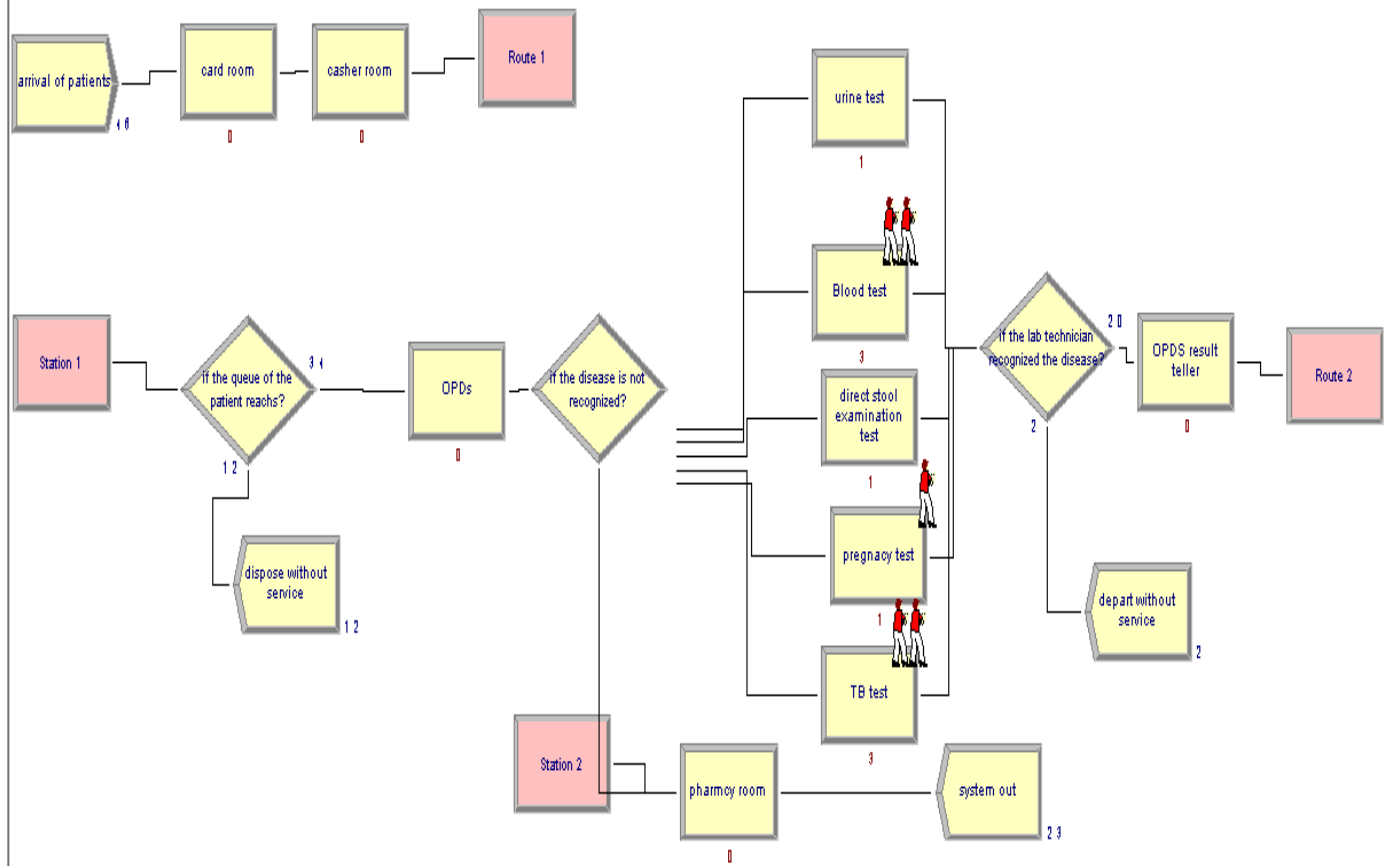 arrival of patients
4 6
card room
0
casher room
0
Route 1
urine test
1
Blood test
3
direct stool
examination
test
1
pregnacy test
1
TB test
3
Station 1
if the queue of the
patient reachs?
3 4
1 2
dispose without
service
1 2
OPDs
0
if the disease is not
recognized?
if the lab technician
recognized the disease?
2 0
2
OPDS result
teller
0
Route 2
depart without
service
2
Station 2
pharmcy room
0
system out
2 3